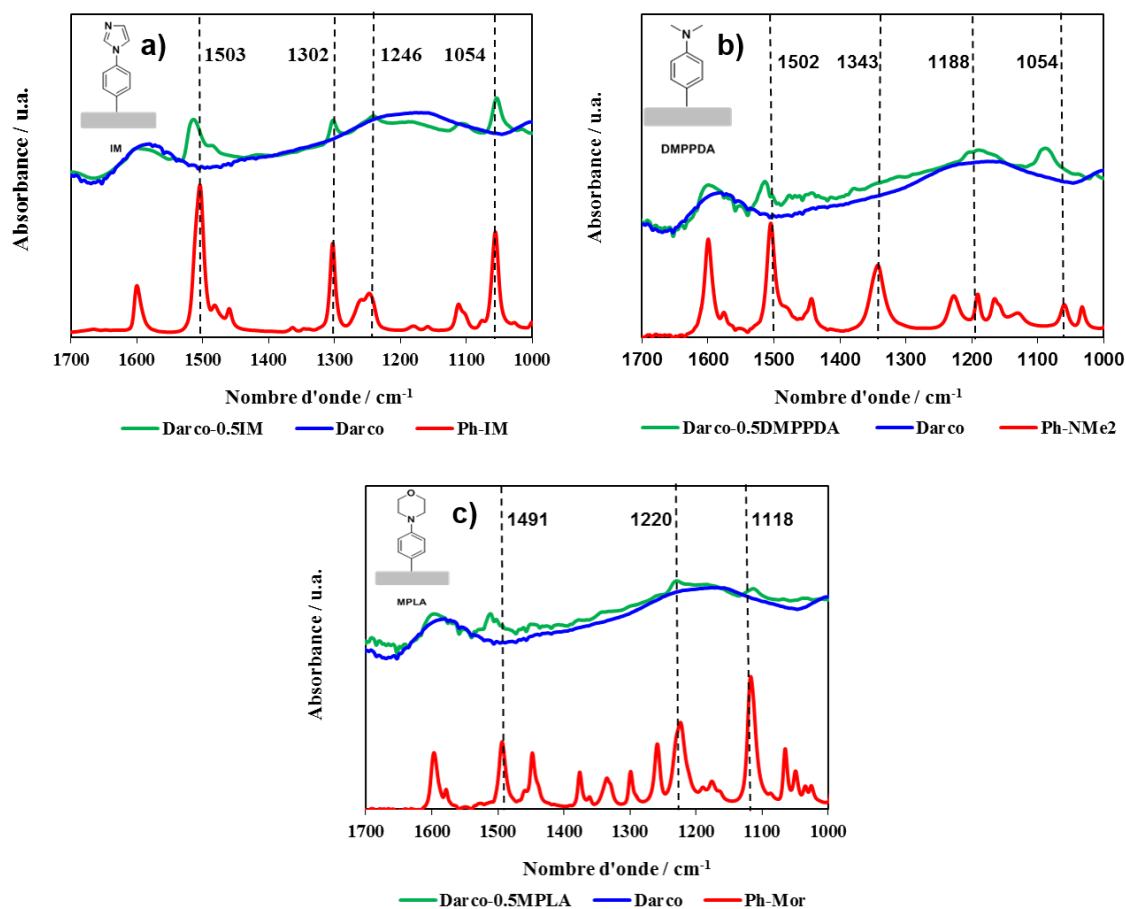 a)
1503
1302
1246
1054
N
N
IM
Absorbance / u.a.
1700
1600
1500
1400
1300
1200
1100
1000
Nombre d'onde / cm-1
Darco-0.5IM
Darco
Ph-IM
b)
1502
1343
1188
1054
N
DMPPDA
Absorbance / u.a.
1700
1600
1500
1400
1300
1200
1100
1000
Nombre d'onde / cm-1
Darco-0.5DMPPDA
Darco
Ph-NMe2
c)
1491
1220
1118
O
N
MPLA
Absorbance / u.a.
1700
1600
1500
1400
1300
1200
1100
1000
Nombre d'onde / cm-1
Darco-0.5MPLA
Darco
Ph-Mor